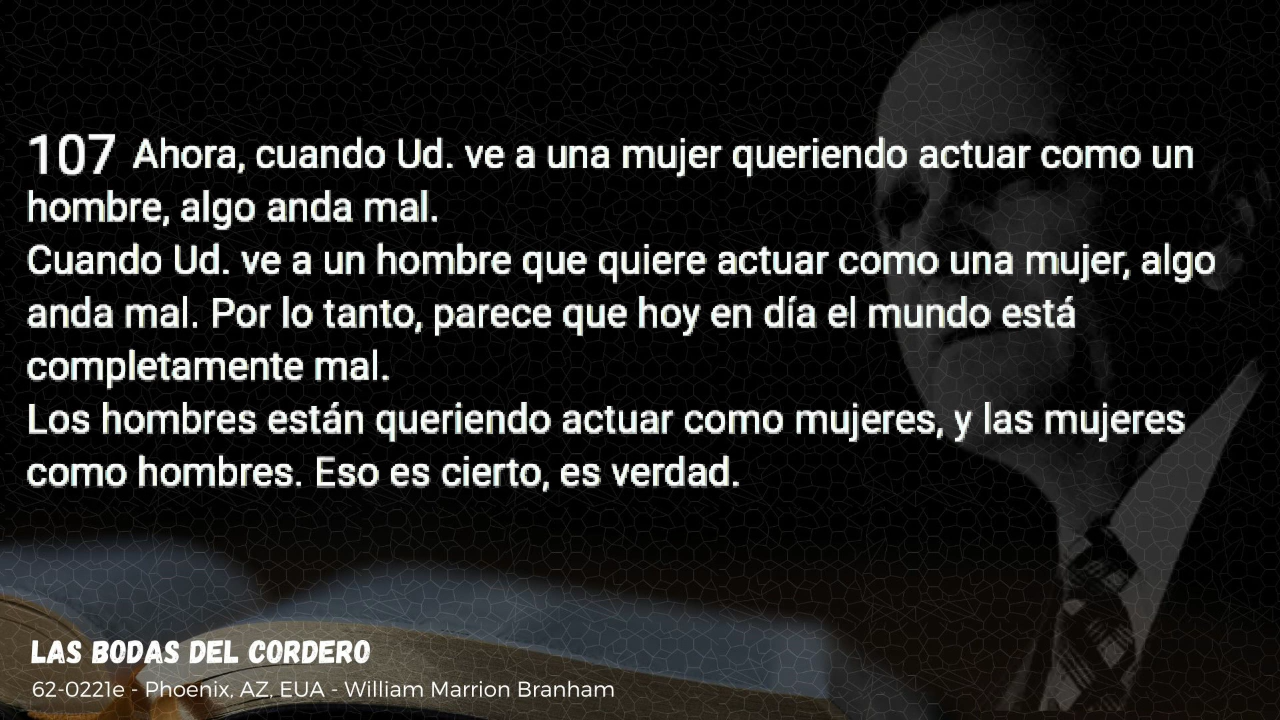 107 Ahora, cuando Ud. ve a una mujer queriendo actuar como un
hombre, algo anda mal.
Cuando Ud. ve a un hombre que quiere actuar como una mujer, algo
anda mal. Por lo tanto, parece que hoy en día el mundo está
completamente mal.
Los hombres están queriendo actuar como mujeres, y las mujeres
como hombres. Eso es cierto, es verdad.
LAS BODAS DEL CORDERO
62-0221e - Phoenix, AZ, EUA - William Marrion Branham